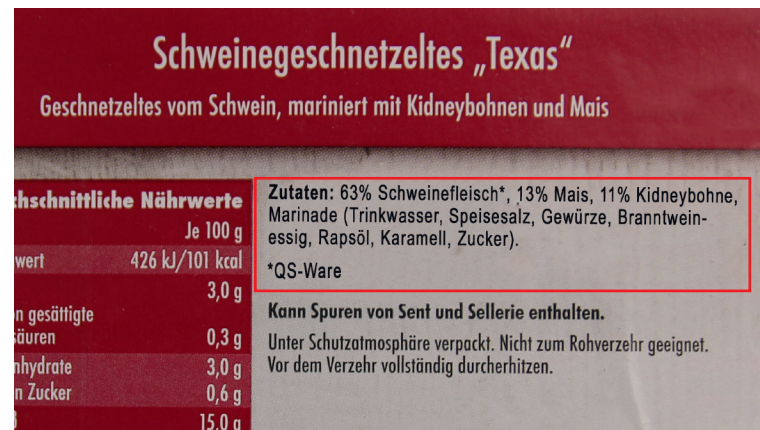 Schweinegeschnetzeltes „Texas“
Geschnetzeltes vom Schwein, mariniert mit Kidneybohnen und Mais
chschnittliche Nährwerte
Je 100 g
wert 426 kJ/101 kcal
3,0 g
n gesättigte
säuren 0,3 g
nhydrate 3,0 g
n Zucker 0,6 g
15,0 g
Zutaten: 63% Schweinefleisch*, 13% Mais, 11% Kidneybohne,
Marinade (Trinkwasser, Speisesalz, Gewürze, Branntwein-
essig, Rapsöl, Karamell, Zucker).
*QS-Ware
Kann Spuren von Senf und Sellerie enthalten.
Unter Schutzatmosphäre verpackt. Nicht zum Rohverzehr geeignet.
Vor dem Verzehr vollständig durcherhitzen.